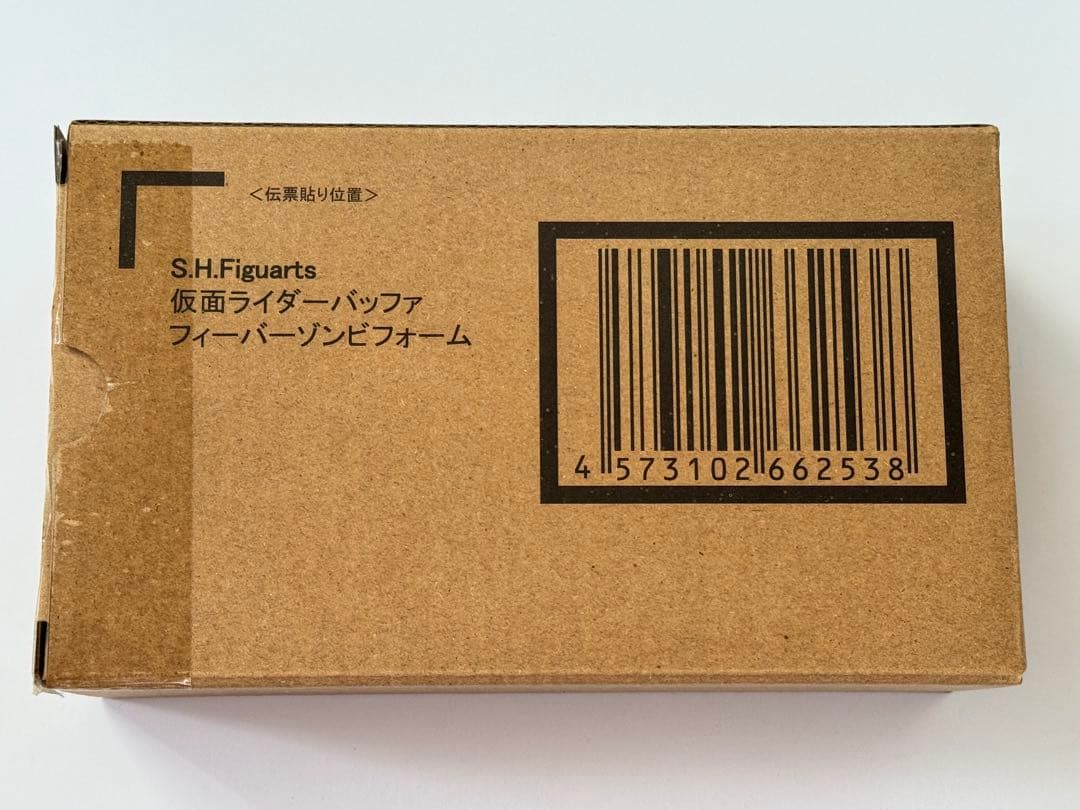 ＜伝票貼り位置＞
S.H.Figuarts
仮面ライダーバッファ
フィーバーゾンビフォーム
4 573102 662538